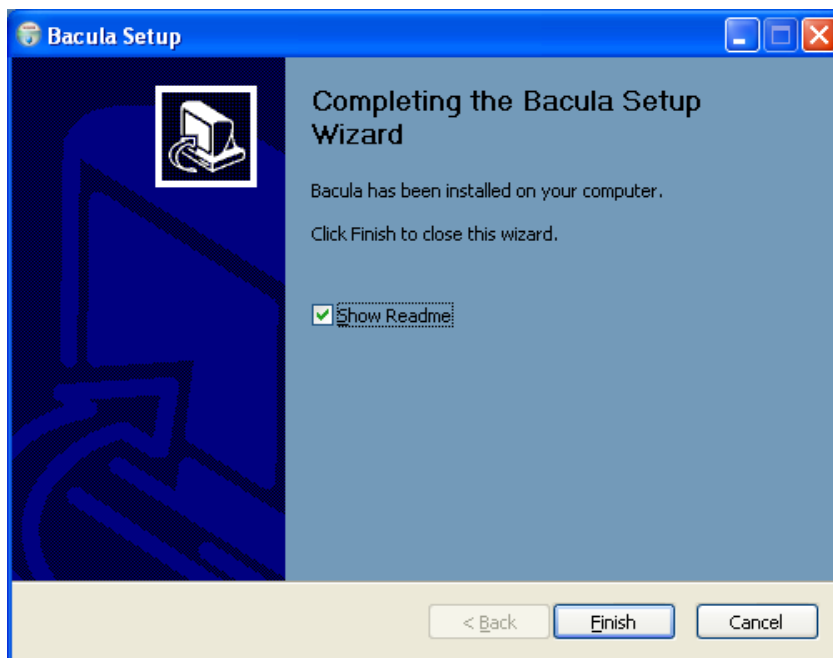 Bacula Setup
Completing the Bacula Setup
Wizard
Bacula has been installed on your computer.
Click Finish to close this wizard.
Show Readme
< Back
Finish
Cancel